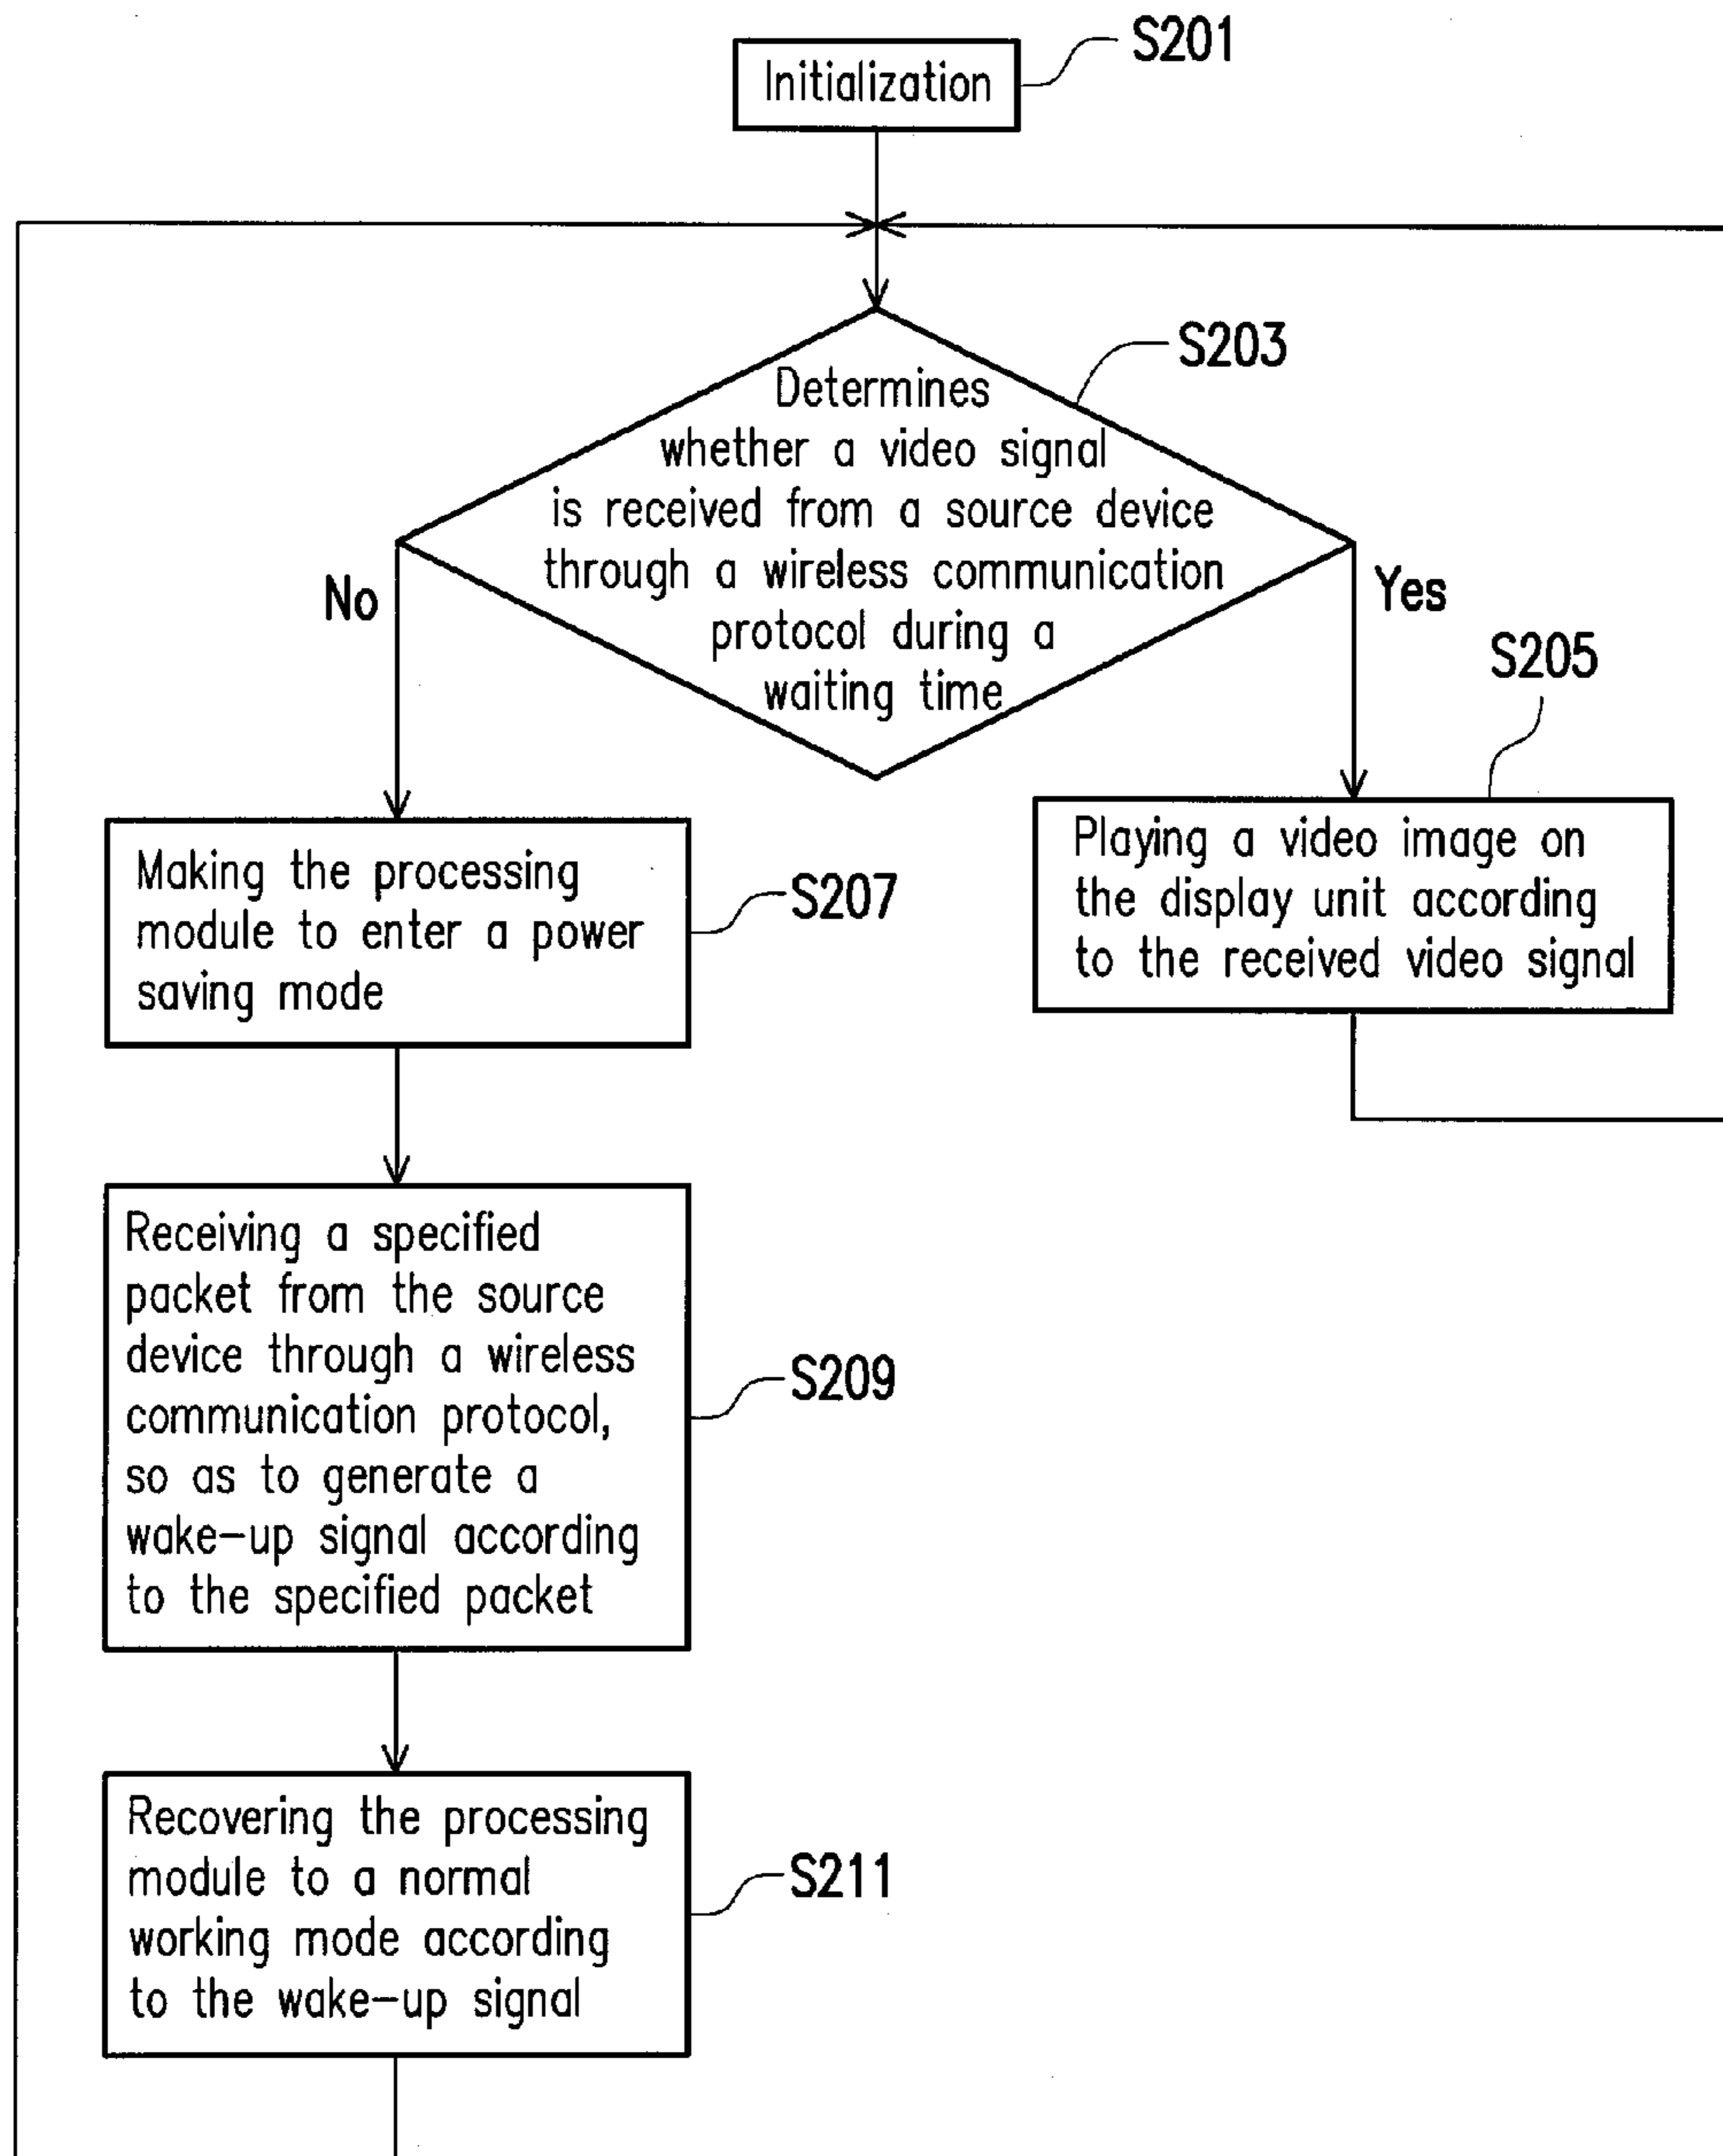 Initialization
S201
S203
Determines
whether a video signal
is received from a source device
through a wireless communication
protocol during a
waiting time
No
Yes
S205
Playing a video image on
the display unit according
to the received video signal
Making the processing
module to enter a power
saving mode
S207
Receiving a specified
packet from the source
device through a wireless
communication protocol,
so as to generate a
wake-up signal according
to the specified packet
S209
Recovering the processing
module to a normal
working mode according
to the wake-up signal
S211